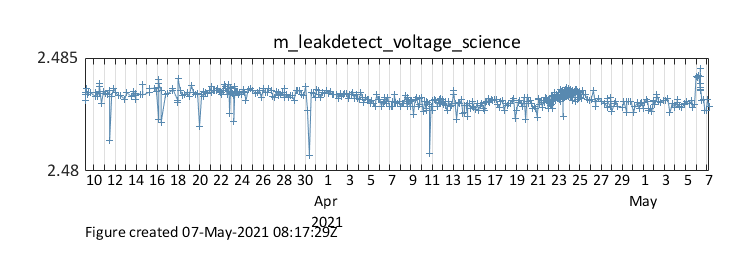 m_leakdetect_voltage_science
2.485
2.48
10 12 14 16 18 20 22 24 26 28 30 1 3 5 7 9 11 13 15 17 19 21 23 25 27 29 1 3 5 7
Apr May
2021
Figure created 07-May-2021 08:17:29Z